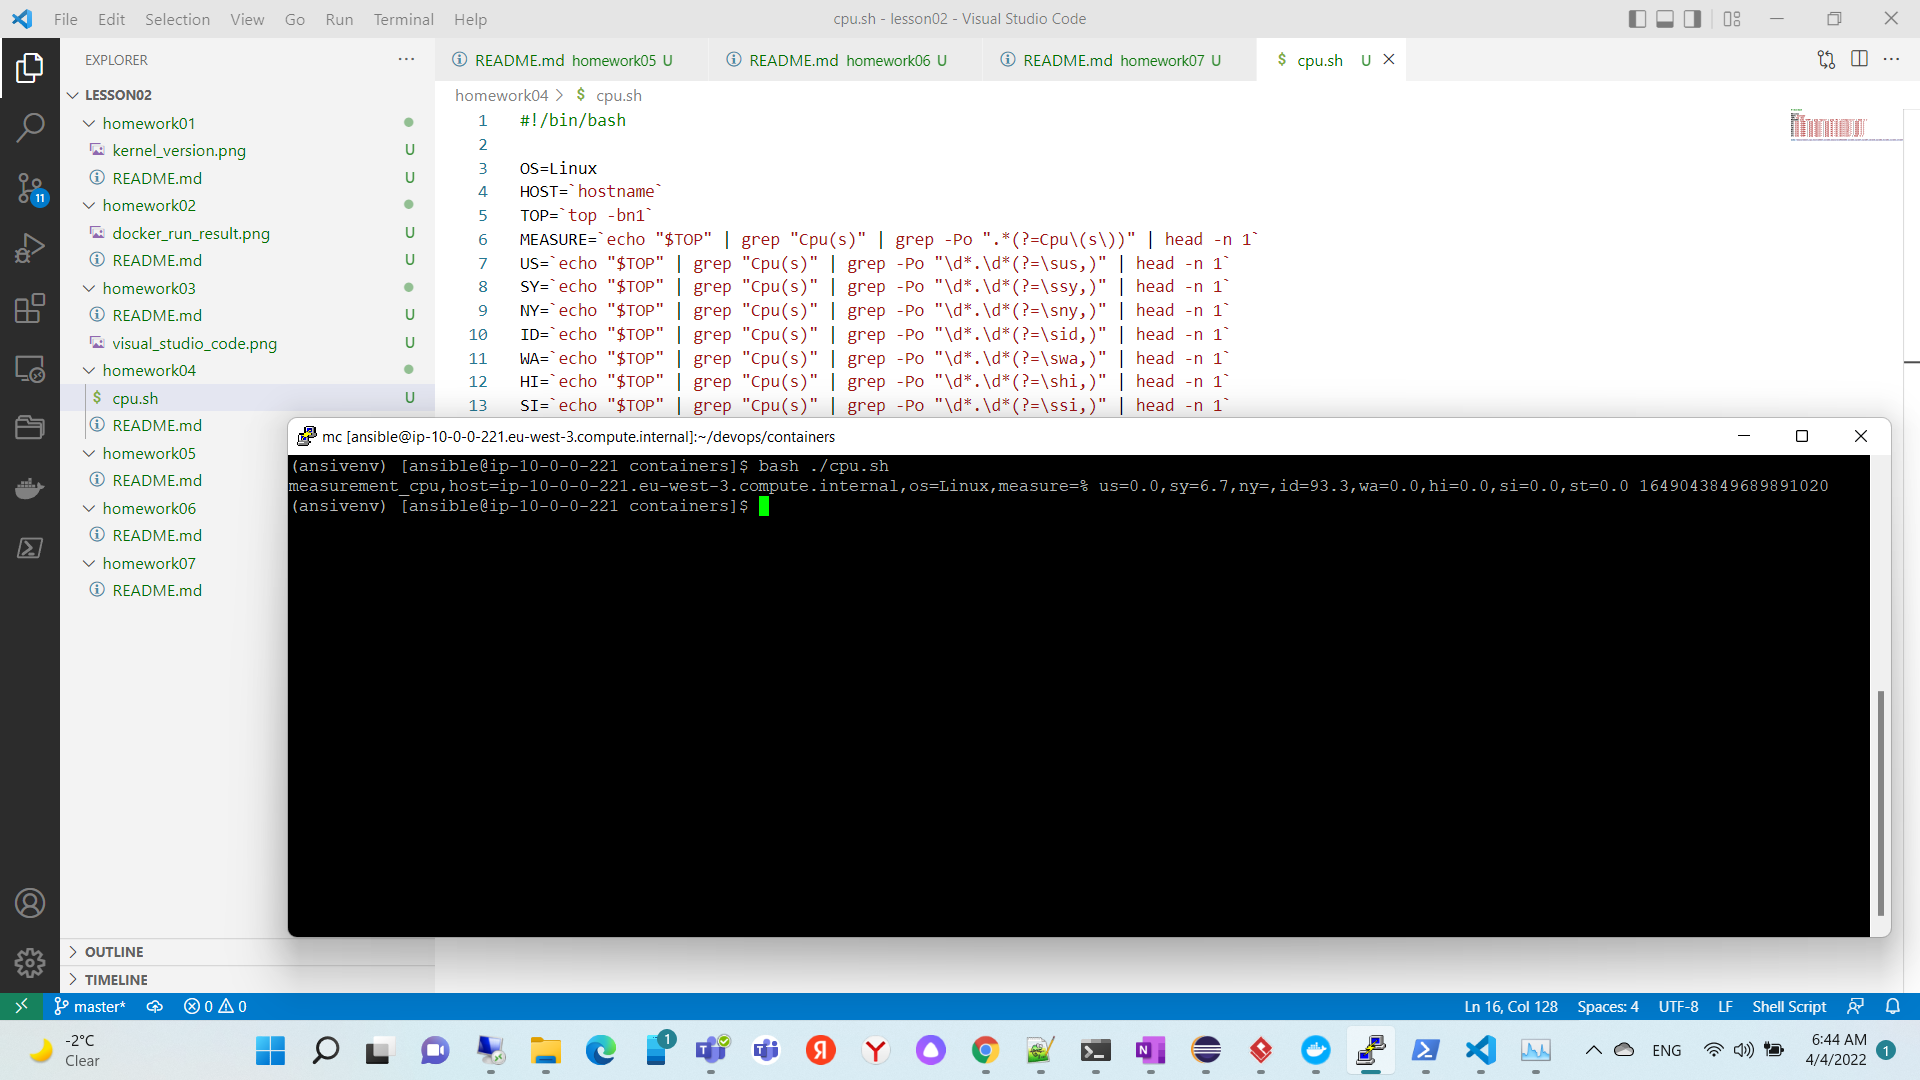 File Edit Selection View Go Run Terminal Help
cpu.sh - lesson02 - Visual Studio Code
EXPLORER
README.md homework05 U
README.md homework06 U
README.md homework07 U
$ cpu.sh U
LESSON02
homework01
kernel_version.png U
README.md U
homework02
docker_run_result.png U
README.md U
homework03
README.md U
visual_studio_code.png U
homework04
$ cpu.sh U
README.md
homework05
README.md
homework06
README.md
homework07
README.md
OUTLINE
TIMELINE
11
homework04 > $ cpu.sh
1 #!/bin/bash
2
3 OS=Linux
4 HOST=`hostname`
5 TOP=`top -bn1`
6 MEASURE=`echo "$TOP" | grep "Cpu(s)" | grep -Po ".*(?=Cpu\(s\))" | head -n 1`
7 US=`echo "$TOP" | grep "Cpu(s)" | grep -Po "\d*.\d*(?=\sus,)" | head -n 1`
8 SY=`echo "$TOP" | grep "Cpu(s)" | grep -Po "\d*.\d*(?=\ssy,)" | head -n 1`
9 NY=`echo "$TOP" | grep "Cpu(s)" | grep -Po "\d*.\d*(?=\sny,)" | head -n 1`
10 ID=`echo "$TOP" | grep "Cpu(s)" | grep -Po "\d*.\d*(?=\sid,)" | head -n 1`
11 WA=`echo "$TOP" | grep "Cpu(s)" | grep -Po "\d*.\d*(?=\swa,)" | head -n 1`
12 HI=`echo "$TOP" | grep "Cpu(s)" | grep -Po "\d*.\d*(?=\shi,)" | head -n 1`
13 SI=`echo "$TOP" | grep "Cpu(s)" | grep -Po "\d*.\d*(?=\ssi,)" | head -n 1`
mc [ansible@ip-10-0-0-221.eu-west-3.compute.internal]:~/devops/containers
(ansivenv) [ansible@ip-10-0-0-221 containers]$ bash ./cpu.sh
measurement_cpu,host=ip-10-0-0-221.eu-west-3.compute.internal,os=Linux,measure=% us=0.0,sy=6.7,ny=,id=93.3,wa=0.0,hi=0.0,si=0.0,st=0.0 1649043849689891020
(ansivenv) [ansible@ip-10-0-0-221 containers]$
master* 0 0
Ln 16, Col 128 Spaces: 4 UTF-8 LF Shell Script
-2°C
Clear
1
ENG
6:44 AM
4/4/2022
1